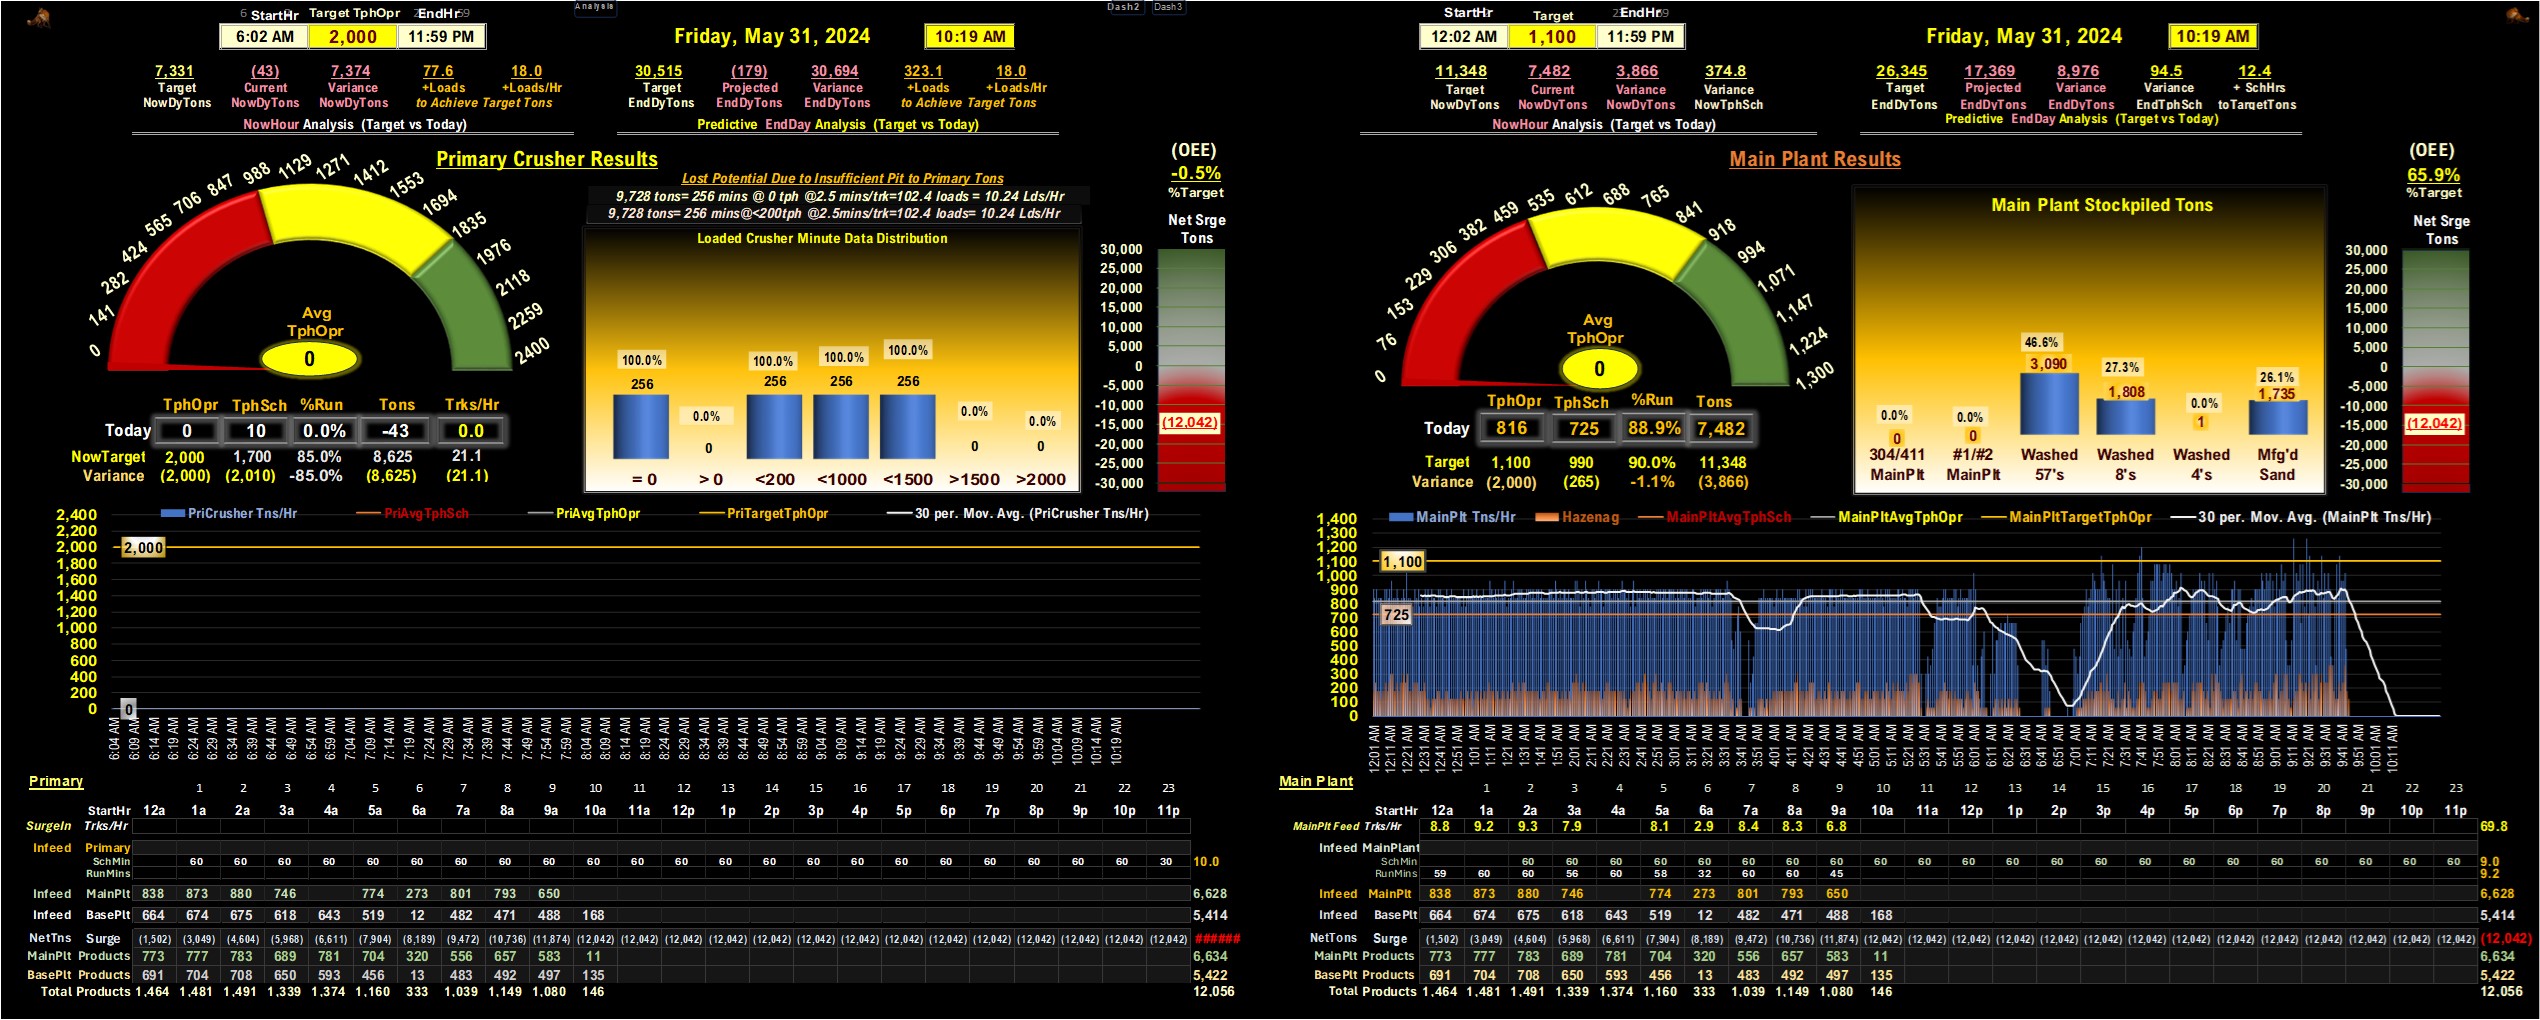 Analysis
Dash2 Dash3
StartHr Target TphOpr EndHr
6:02 AM 2,000 11:59 PM
Friday, May 31, 2024 10:19 AM
7,331 (43) 7,374 77.6 18.0
Target Current Variance +Loads +Loads/Hr
NowDyTons NowDyTons NowDyTons to Achieve Target Tons
NowHour Analysis (Target vs Today)
30,515 (179) 30,694 323.1 18.0
Target Projected Variance +Loads +Loads/Hr
EndDyTons EndDyTons EndDyTons to Achieve Target Tons
Predictive EndDay Analysis (Target vs Today)
Primary Crusher Results
(OEE)
-0.5%
%Target
Lost Potential Due to Insufficient Pit to Primary Tons
9,728 tons= 256 mins @ 0 tph @2.5 mins/trk=102.4 loads = 10.24 Lds/Hr
9,728 tons= 256 mins@<200tph @2.5mins/trk=102.4 loads= 10.24 Lds/Hr
0 141 282 424 565 706 847 988 1129 1271 1412 1553 1694 1835 1976 2118 2259 2400
Avg
TphOpr
0
Loaded Crusher Minute Data Distribution
100.0% 0.0% 100.0% 100.0% 100.0% 0.0% 0.0%
256 0 256 256 256 0 0
= 0 > 0 <200 <1000 <1500 >1500 >2000
Net Srge
Tons
30,000
25,000
20,000
15,000
10,000
5,000
0
-5,000
-10,000
-15,000
-20,000
-25,000
-30,000
(12,042)
TphOpr TphSch %Run Tons Trks/Hr
Today 0 10 0.0% -43 0.0
NowTarget 2,000 1,700 85.0% 8,625 21.1
Variance (2,000) (2,010) -85.0% (8,625) (21.1)
PriCrusher Tns/Hr PriAvgTphSch PriAvgTphOpr PriTargetTphOpr 30 per. Mov. Avg. (PriCrusher Tns/Hr)
2,400
2,200
2,000
1,800
1,600
1,400
1,200
1,000
800
600
400
200
0
2,000
0
6:04 AM 6:09 AM 6:14 AM 6:19 AM 6:24 AM 6:29 AM 6:34 AM 6:39 AM 6:44 AM 6:49 AM 6:54 AM 6:59 AM 7:04 AM 7:09 AM 7:14 AM 7:19 AM 7:24 AM 7:29 AM 7:34 AM 7:39 AM 7:44 AM 7:49 AM 7:54 AM 7:59 AM 8:04 AM 8:09 AM 8:14 AM 8:19 AM 8:24 AM 8:29 AM 8:34 AM 8:39 AM 8:44 AM 8:49 AM 8:54 AM 8:59 AM 9:04 AM 9:09 AM 9:14 AM 9:19 AM 9:24 AM 9:29 AM 9:34 AM 9:39 AM 9:44 AM 9:49 AM 9:54 AM 9:59 AM 10:04 AM 10:09 AM 10:14 AM 10:19 AM
Primary
1 2 3 4 5 6 7 8 9 10 11 12 13 14 15 16 17 18 19 20 21 22 23
StartHr 12a 1a 2a 3a 4a 5a 6a 7a 8a 9a 10a 11a 12p 1p 2p 3p 4p 5p 6p 7p 8p 9p 10p 11p
SurgeIn Trks/Hr
Infeed Primary
SchMin 60 60 60 60 60 60 60 60 60 60 60 60 60 60 60 60 60 60 60 60 60 60 30 10.0
RunMins
Infeed MainPlt 838 873 880 746 774 273 801 793 650 6,628
Infeed BasePlt 664 674 675 618 643 519 12 482 471 488 168 5,414
NetTns Surge (1,502) (3,049) (4,604) (5,968) (6,611) (7,904) (8,189) (9,472) (10,736) (11,874) (12,042) (12,042) (12,042) (12,042) (12,042) (12,042) (12,042) (12,042) (12,042) (12,042) (12,042) (12,042) (12,042) (12,042) ######
MainPlt Products 773 777 783 689 781 704 320 556 657 583 11 6,634
BasePlt Products 691 704 708 650 593 456 13 483 492 497 135 5,422
Total Products 1,464 1,481 1,491 1,339 1,374 1,160 333 1,039 1,149 1,080 146 12,056
StartHr Target EndHr
12:02 AM 1,100 11:59 PM
Friday, May 31, 2024 10:19 AM
11,348 7,482 3,866 374.8
Target Current Variance Variance
NowDyTons NowDyTons NowDyTons NowTphSch
NowHour Analysis (Target vs Today)
26,345 17,369 8,976 94.5 12.4
Target Projected Variance Variance + SchHrs
EndDyTons EndDyTons EndDyTons EndTphSch toTargetTons
Predictive EndDay Analysis (Target vs Today)
Main Plant Results
(OEE)
65.9%
%Target
0 76 153 229 306 382 459 535 612 688 765 841 918 994 1,071 1,147 1,224 1,300
Avg
TphOpr
0
Main Plant Stockpiled Tons
0.0% 0.0% 46.6% 27.3% 0.0% 26.1%
0 0 3,090 1,808 1 1,735
304/411 #1/#2 Washed Washed Washed Mfg'd
MainPlt MainPlt 57's 8's 4's Sand
Net Srge
Tons
30,000
25,000
20,000
15,000
10,000
5,000
0
-5,000
-10,000
-15,000
-20,000
-25,000
-30,000
(12,042)
TphOpr TphSch %Run Tons
Today 816 725 88.9% 7,482
Target 1,100 990 90.0% 11,348
Variance (2,000) (265) -1.1% (3,866)
MainPlt Tns/Hr Hazenag MainPltAvgTphSch MainPltAvgTphOpr MainPltTargetTphOpr 30 per. Mov. Avg. (MainPlt Tns/Hr)
1,400
1,300
1,200
1,100
1,000
900
800
700
600
500
400
300
200
100
0
1,100
725
12:01 AM 12:11 AM 12:21 AM 12:31 AM 12:41 AM 12:51 AM 1:01 AM 1:11 AM 1:21 AM 1:31 AM 1:41 AM 1:51 AM 2:01 AM 2:11 AM 2:21 AM 2:31 AM 2:41 AM 2:51 AM 3:01 AM 3:11 AM 3:21 AM 3:31 AM 3:41 AM 3:51 AM 4:01 AM 4:11 AM 4:21 AM 4:31 AM 4:41 AM 4:51 AM 5:01 AM 5:11 AM 5:21 AM 5:31 AM 5:41 AM 5:51 AM 6:01 AM 6:11 AM 6:21 AM 6:31 AM 6:41 AM 6:51 AM 7:01 AM 7:11 AM 7:21 AM 7:31 AM 7:41 AM 7:51 AM 8:01 AM 8:11 AM 8:21 AM 8:31 AM 8:41 AM 8:51 AM 9:01 AM 9:11 AM 9:21 AM 9:31 AM 9:41 AM 9:51 AM 10:01 AM 10:11 AM
Main Plant
1 2 3 4 5 6 7 8 9 10 11 12 13 14 15 16 17 18 19 20 21 22 23
StartHr 12a 1a 2a 3a 4a 5a 6a 7a 8a 9a 10a 11a 12p 1p 2p 3p 4p 5p 6p 7p 8p 9p 10p 11p
MainPlt Feed Trks/Hr 8.8 9.2 9.3 7.9 8.1 2.9 8.4 8.3 6.8 69.8
Infeed MainPlant
SchMin 60 60 60 60 60 60 60 60 60 60 60 60 60 60 60 60 60 60 60 60 60 60 9.0
RunMins 59 60 60 56 60 58 32 60 60 45 9.2
Infeed MainPlt 838 873 880 746 774 273 801 793 650 6,628
Infeed BasePlt 664 674 675 618 643 519 12 482 471 488 168 5,414
NetTons Surge (1,502) (3,049) (4,604) (5,968) (6,611) (7,904) (8,189) (9,472) (10,736) (11,874) (12,042) (12,042) (12,042) (12,042) (12,042) (12,042) (12,042) (12,042) (12,042) (12,042) (12,042) (12,042) (12,042) (12,042) (12,042)
MainPlt Products 773 777 783 689 781 704 320 556 657 583 11 6,634
BasePlt Products 691 704 708 650 593 456 13 483 492 497 135 5,422
Total Products 1,464 1,481 1,491 1,339 1,374 1,160 333 1,039 1,149 1,080 146 12,056